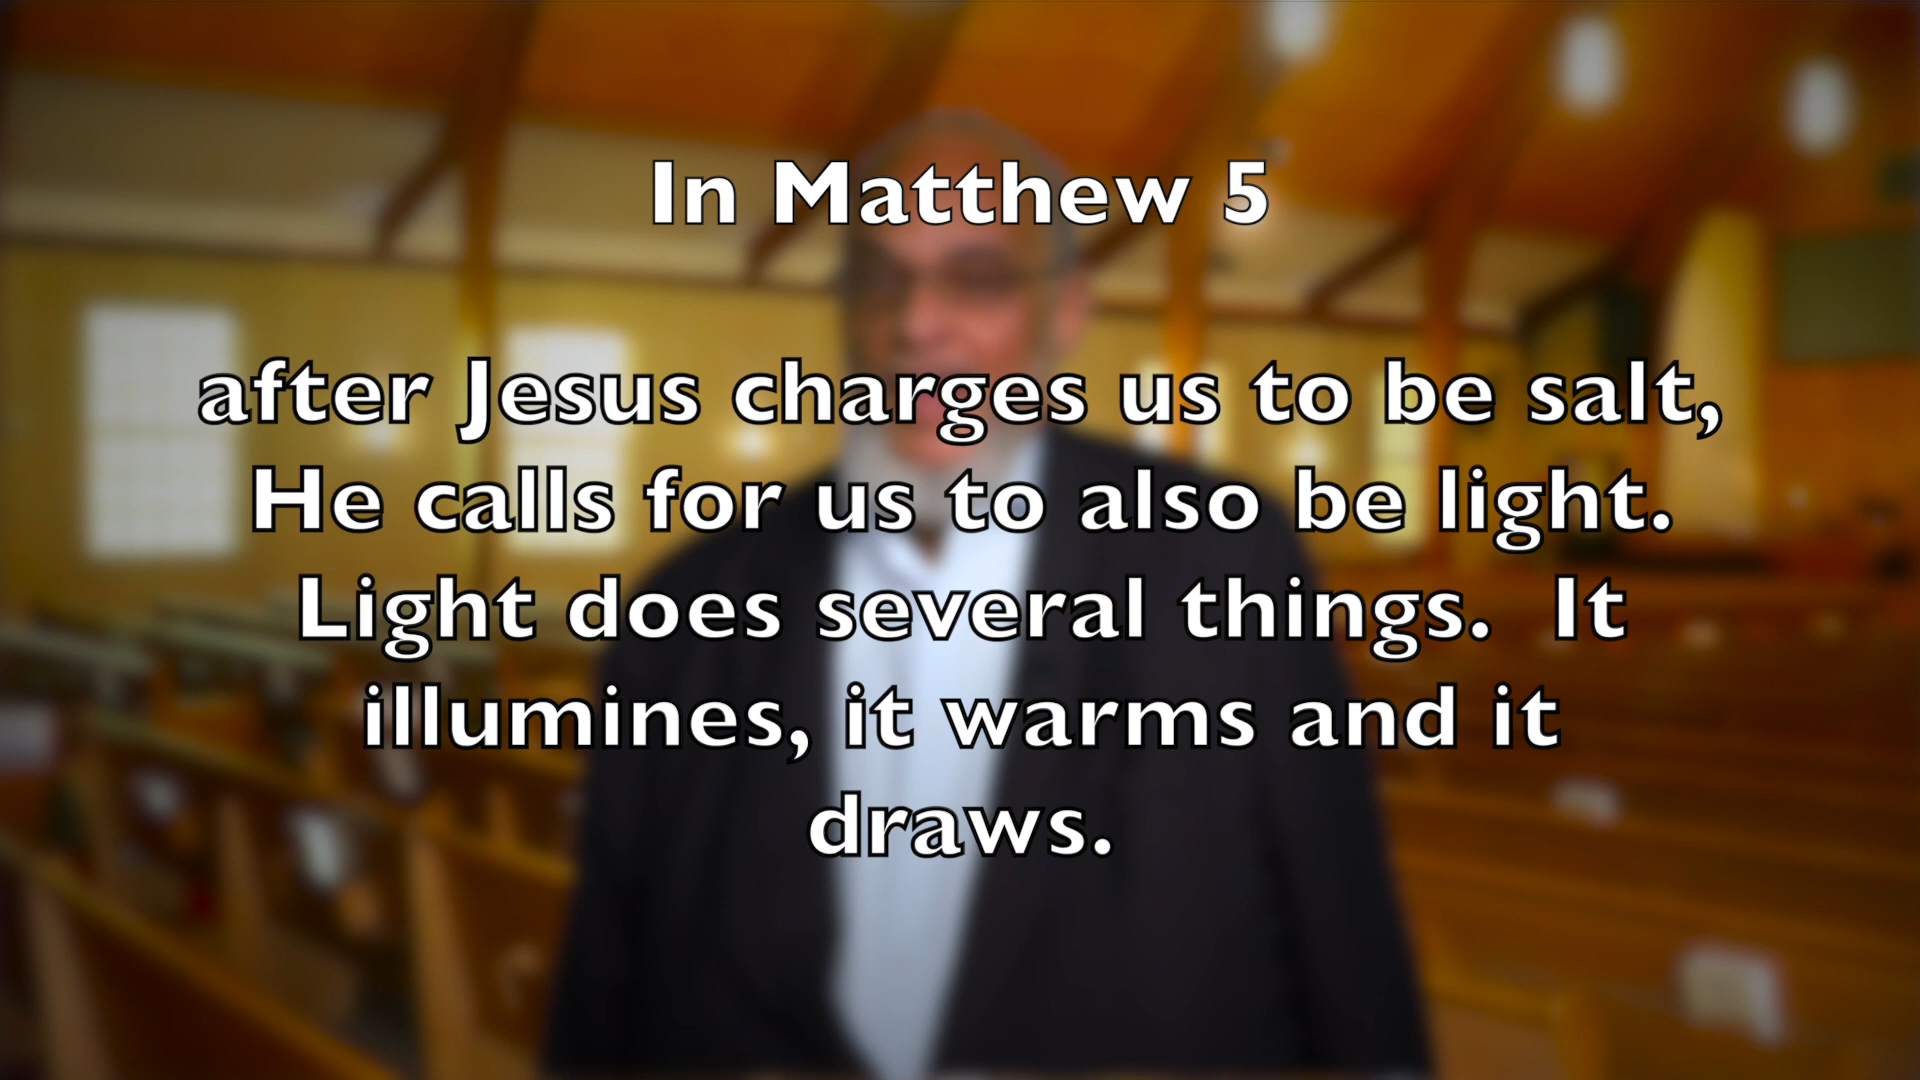 In Matthew 5
after Jesus charges us to be salt,
He calls for us to also be light.
Light does several things.  It
illumines, it warms and it
draws.